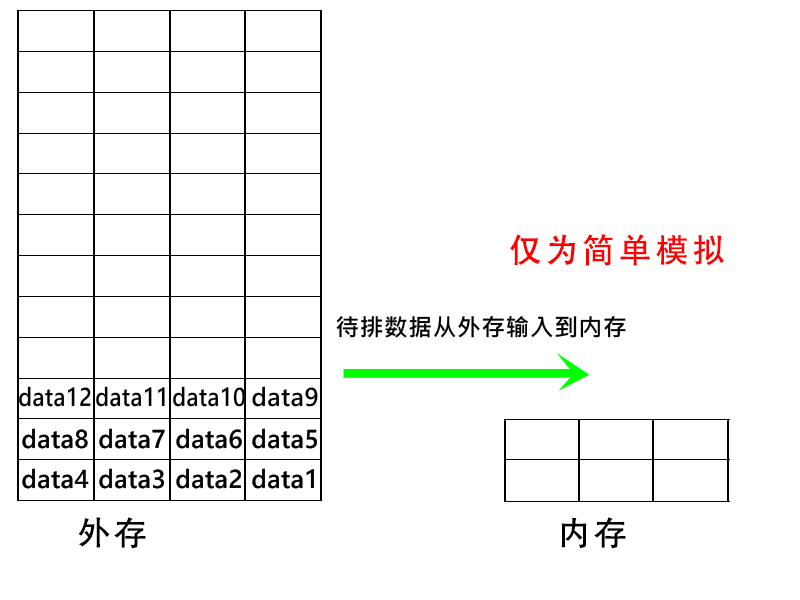 仅为简单模拟
待排数据从外存输入到内存
data12 data11 data10 data9
data8 data7 data6 data5
data4 data3 data2 data1
外存
内存